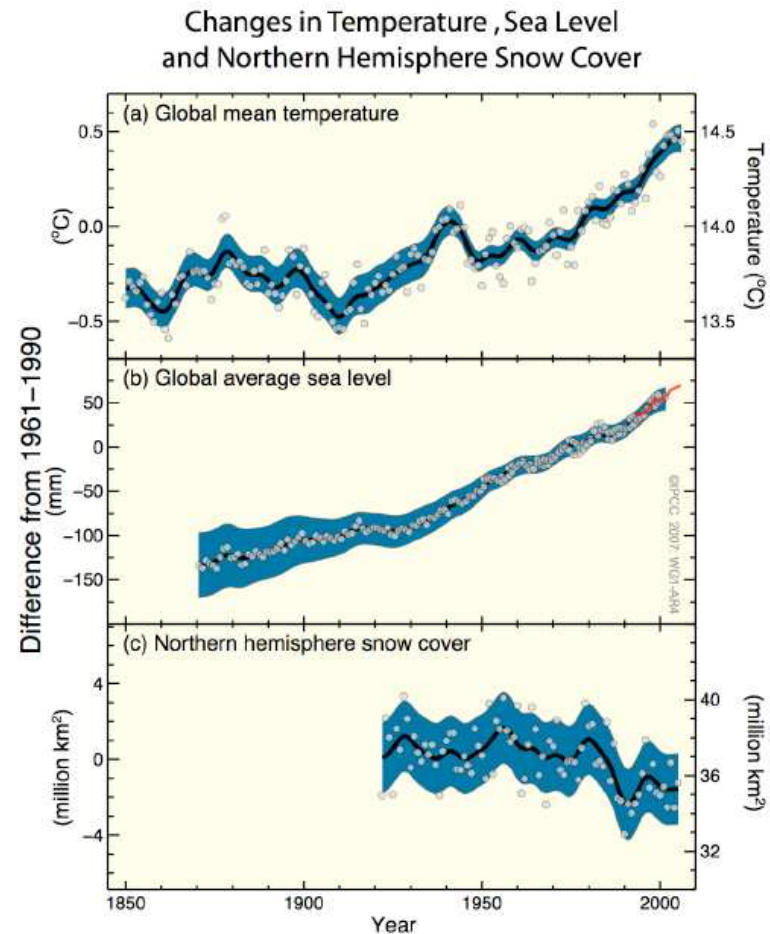 Changes in Temperature , Sea Level
and Northern Hemisphere Snow Cover
(a) Global mean temperature
0.5
0.0
−0.5
(°C)
14.5
14.0
13.5
Temperature (°C)
Difference from 1961–1990
(b) Global average sea level
50
0
−50
−100
−150
(mm)
©IPCC 2007: WG1-AR4
(c) Northern hemisphere snow cover
4
0
−4
(million km²)
40
36
32
(million km²)
1850
1900
1950
2000
Year